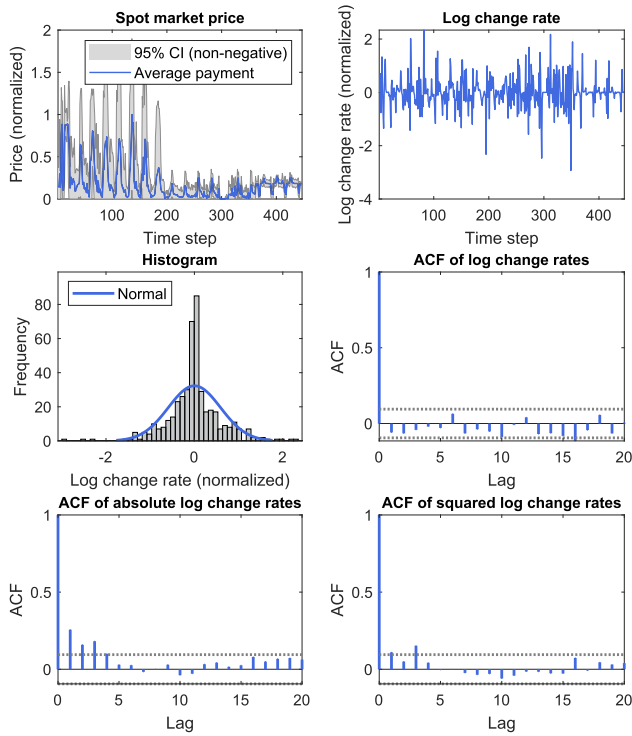 Spot market price
2
1.5
1
0.5
0
Price (normalized)
95% CI (non-negative)
Average payment
100 200 300 400
Time step
Log change rate
2
0
-2
-4
Log change rate (normalized)
100 200 300 400
Time step
Histogram
80
60
40
20
0
Frequency
Normal
-2 0 2
Log change rate (normalized)
ACF of log change rates
1
0.5
0
ACF
0 5 10 15 20
Lag
ACF of absolute log change rates
1
0.5
0
ACF
0 5 10 15 20
Lag
ACF of squared log change rates
1
0.5
0
ACF
0 5 10 15 20
Lag